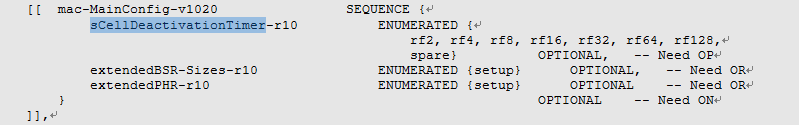 [[ mac-MainConfig-v1020 SEQUENCE {
sCellDeactivationTimer-r10 ENUMERATED {
rf2, rf4, rf8, rf16, rf32, rf64, rf128,
spare} OPTIONAL, -- Need OP
extendedBSR-Sizes-r10 ENUMERATED {setup} OPTIONAL, -- Need OR
extendedPHR-r10 ENUMERATED {setup} OPTIONAL -- Need OR
} OPTIONAL -- Need ON
]],